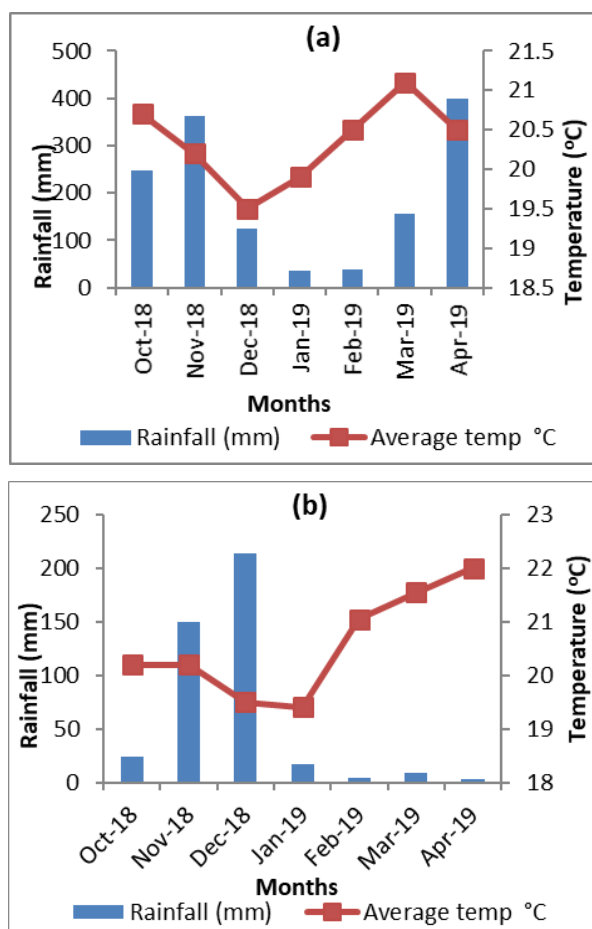 (a)
Rainfall (mm)
500
400
300
200
100
0
21.5
21
20.5
20
19.5
19
18.5
Temperature (°C)
Oct-18
Nov-18
Dec-18
Jan-19
Feb-19
Mar-19
Apr-19
Months
Rainfall (mm) Average temp °C
(b)
Rainfall (mm)
250
200
150
100
50
0
23
22
21
20
19
18
Temperature (°C)
Oct-18
Nov-18
Dec-18
Jan-19
Feb-19
Mar-19
Apr-19
Months
Rainfall (mm) Average temp °C